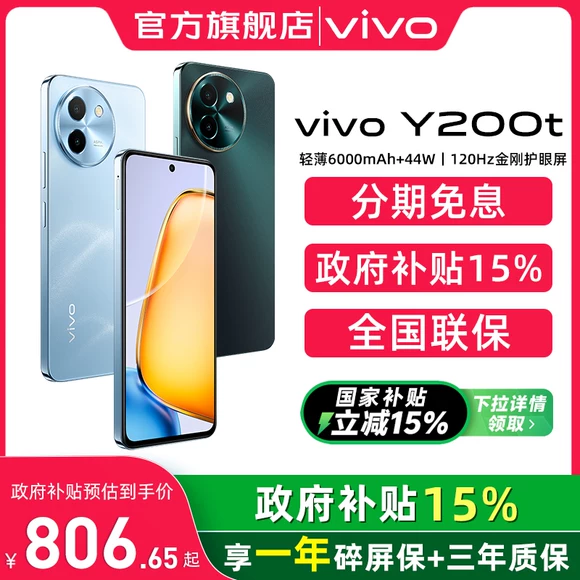 官方旗舰店 vivo
vivo Y200t
轻薄6000mAh+44W丨120Hz金刚护眼屏
分期免息
政府补贴15%
全国联保
国家补贴
立减15%
下拉详情
领取>
vivo
政府补贴预估到手价
¥806.65起
政府补贴15%
享一年碎屏保+三年质保